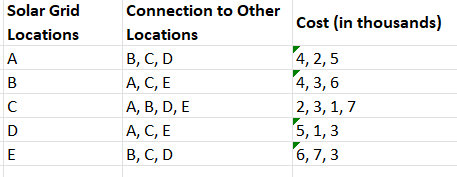 Solar Grid Locations Connection to Other Locations Cost (in thousands)
A B, C, D 4, 2, 5
B A, C, E 4, 3, 6
C A, B, D, E 2, 3, 1, 7
D A, C, E 5, 1, 3
E B, C, D 6, 7, 3